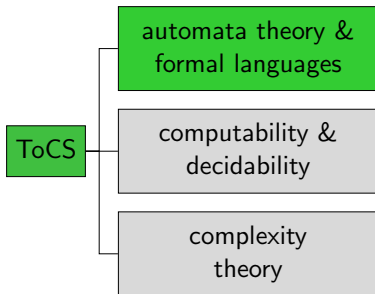 automata theory &
formal languages
ToCS
computability &
decidability
complexity
theory